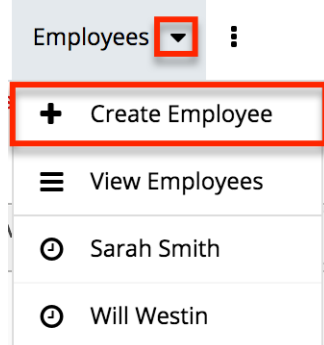 Employees
Create Employee
View Employees
Sarah Smith
Will Westin